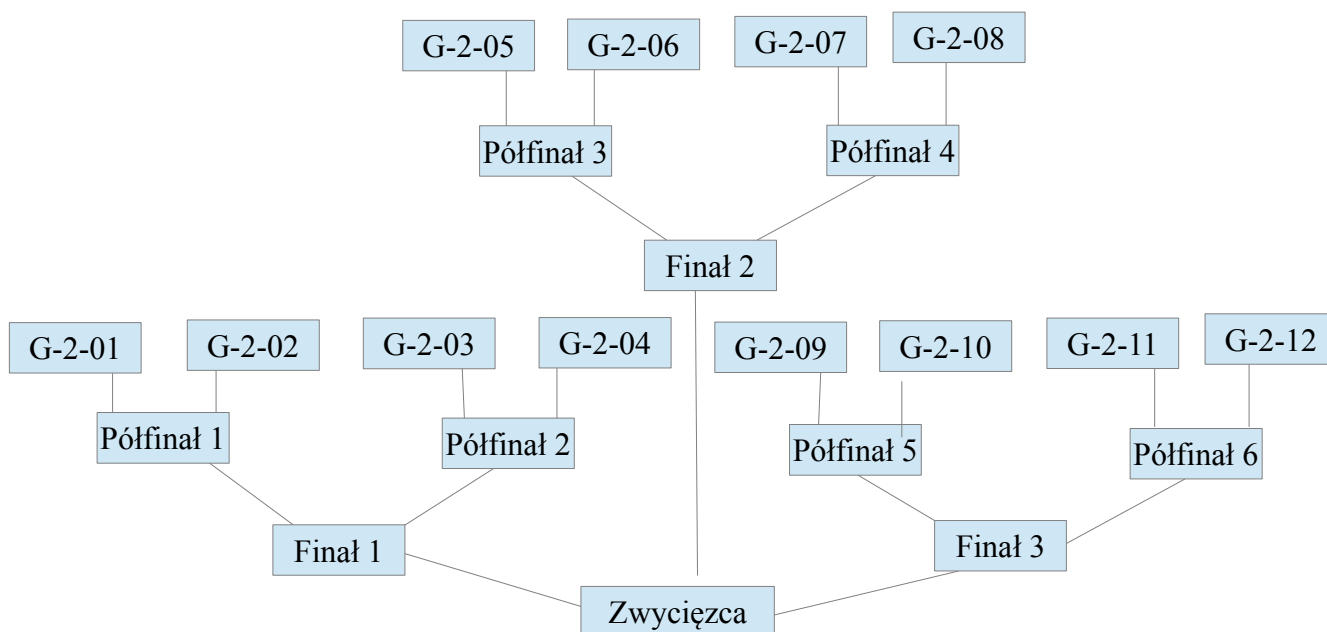 G-2-05
G-2-06
G-2-07
G-2-08
Półfinał 3
Półfinał 4
Finał 2
G-2-01
G-2-02
G-2-03
G-2-04
G-2-09
G-2-10
G-2-11
G-2-12
Półfinał 1
Półfinał 2
Półfinał 5
Półfinał 6
Finał 1
Finał 3
Zwycięzca